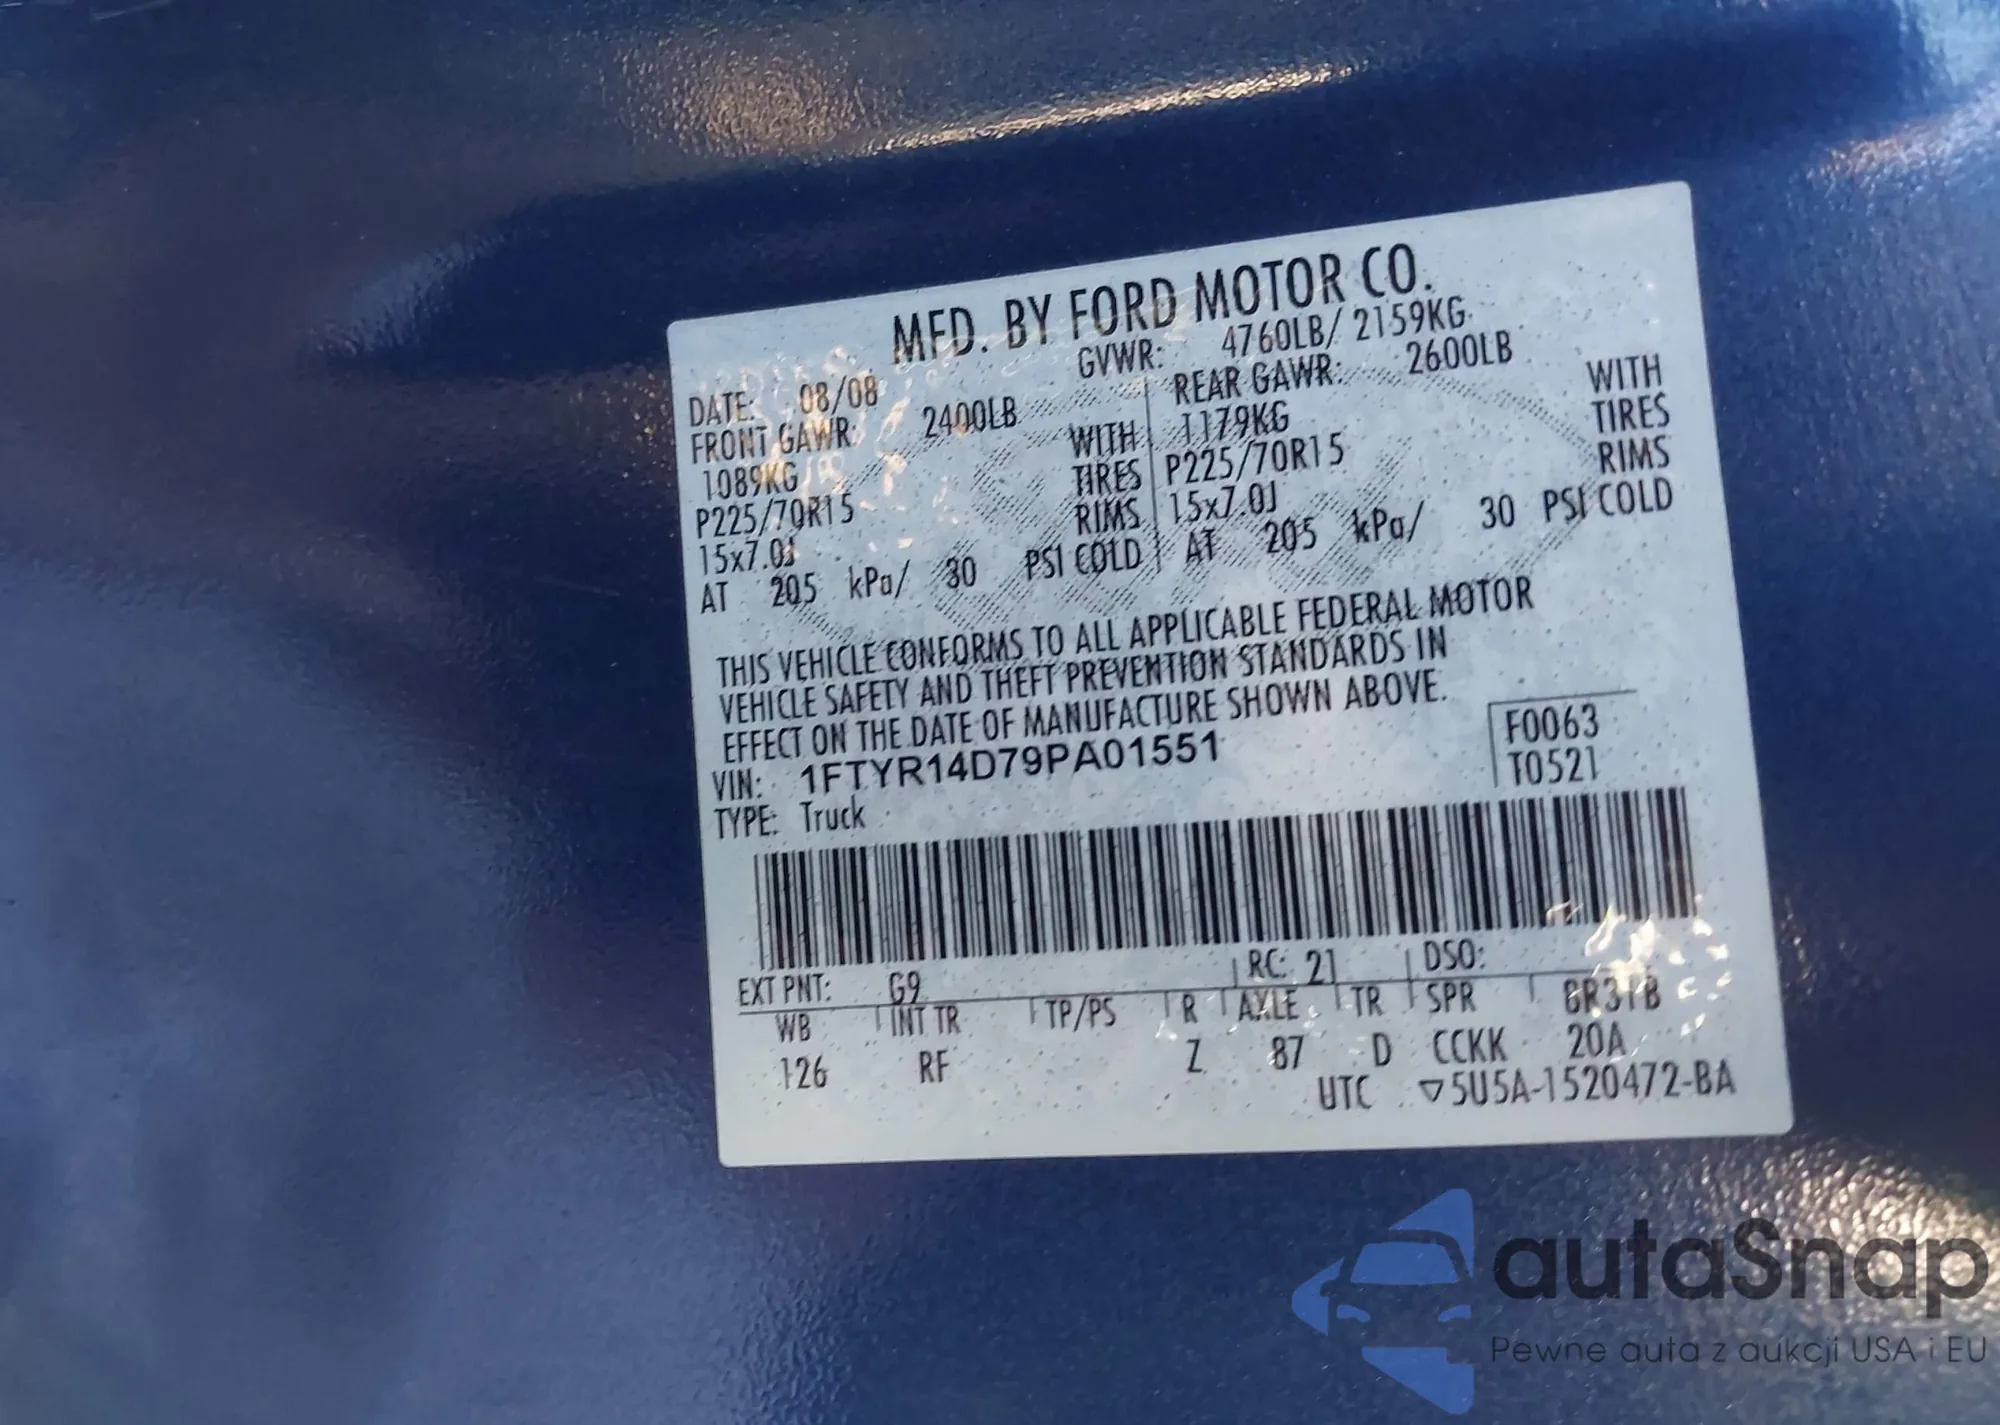 MFD. BY FORD MOTOR CO.
DATE: 08/08 GVWR: 4760LB/ 2159KG
FRONT GAWR: 2400LB REAR GAWR: 2600LB
1089KG WITH 1179KG WITH
P225/70R15 TIRES P225/70R15 TIRES
15x7.0J RIMS 15x7.0J RIMS
AT 205 kPa/ 30 PSI COLD AT 205 kPa/ 30 PSI COLD
THIS VEHICLE CONFORMS TO ALL APPLICABLE FEDERAL MOTOR
VEHICLE SAFETY AND THEFT PREVENTION STANDARDS IN
EFFECT ON THE DATE OF MANUFACTURE SHOWN ABOVE.
VIN: 1FTYR14D79PA01551 F0063
TYPE: Truck T0521
EXT PNT: G9 RC: 21 DSO:
WB INT TR TP/PS R AXLE TR SPR
126 RF Z 87 D CCKK 20A
UTC ▽5U5A-1520472-BA
autaSnap
Pewne auta z aukcji USA i EU